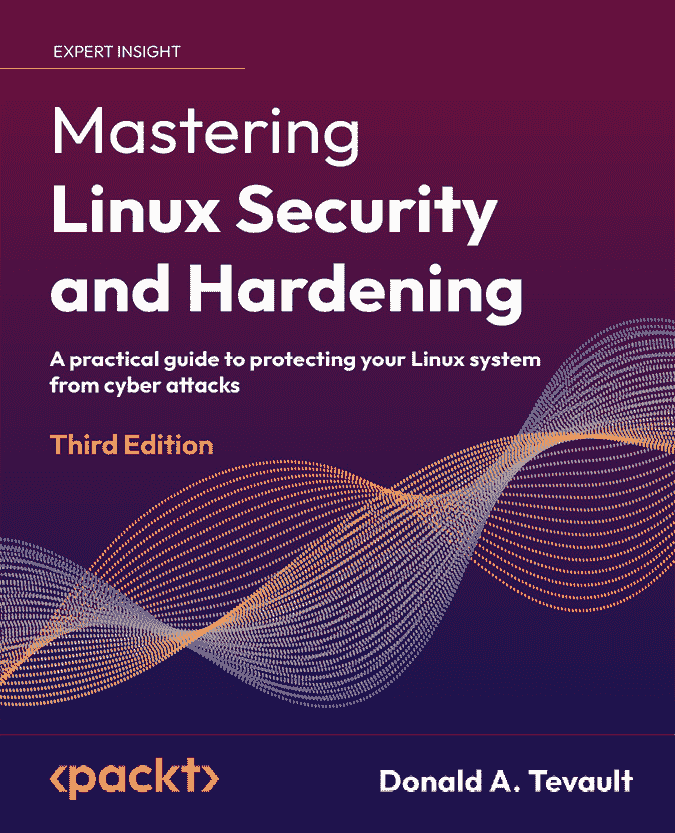 EXPERT INSIGHT
Mastering
Linux Security
and Hardening
A practical guide to protecting your Linux system
from cyber attacks
Third Edition
<packt>
Donald A. Tevault